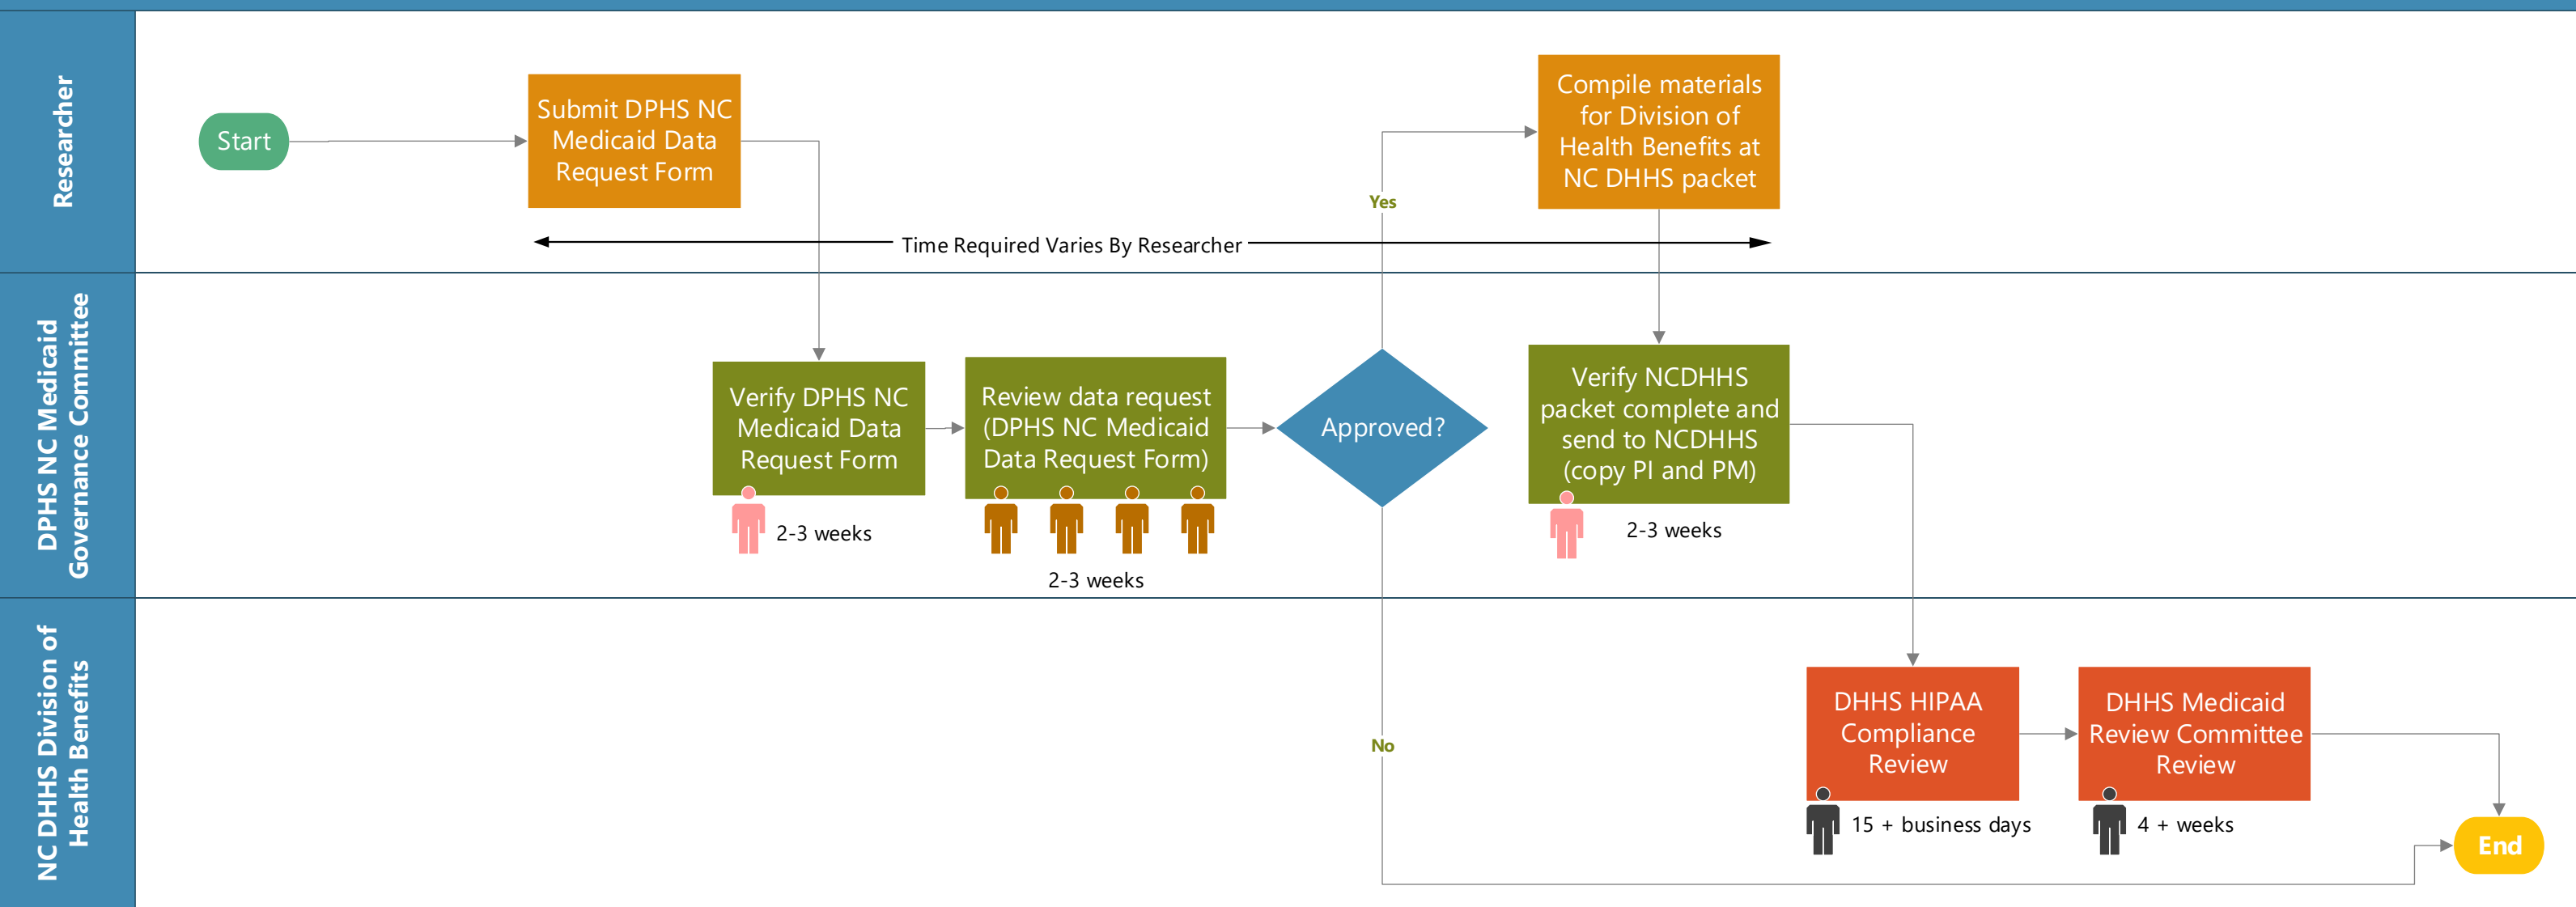 Researcher
Start
Submit DPHS NC
Medicaid Data
Request Form
Compile materials
for Division of
Health Benefits at
NC DHHS packet
Yes
Time Required Varies By Researcher
DPHS NC Medicaid
Governance Committee
Verify DPHS NC
Medicaid Data
Request Form
2-3 weeks
Review data request
(DPHS NC Medicaid
Data Request Form)
2-3 weeks
Approved?
Verify NCDHHS
packet complete and
send to NCDHHS
(copy PI and PM)
2-3 weeks
NC DHHS Division of
Health Benefits
No
DHHS HIPAA
Compliance
Review
15 + business days
DHHS Medicaid
Review Committee
Review
4 + weeks
End